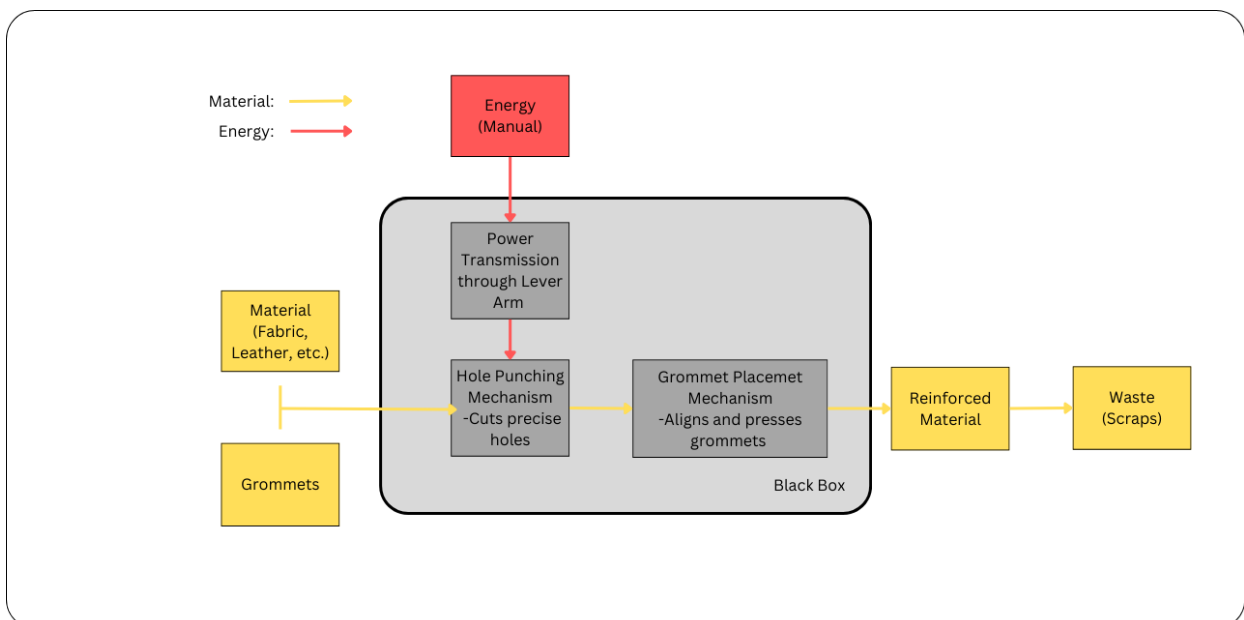 Material:
Energy:
Energy
(Manual)
Power
Transmission
through Lever
Arm
Material
(Fabric,
Leather, etc.)
Hole Punching
Mechanism
-Cuts precise
holes
Grommet Placemet
Mechanism
-Aligns and presses
grommets
Reinforced
Material
Waste
(Scraps)
Grommets
Black Box